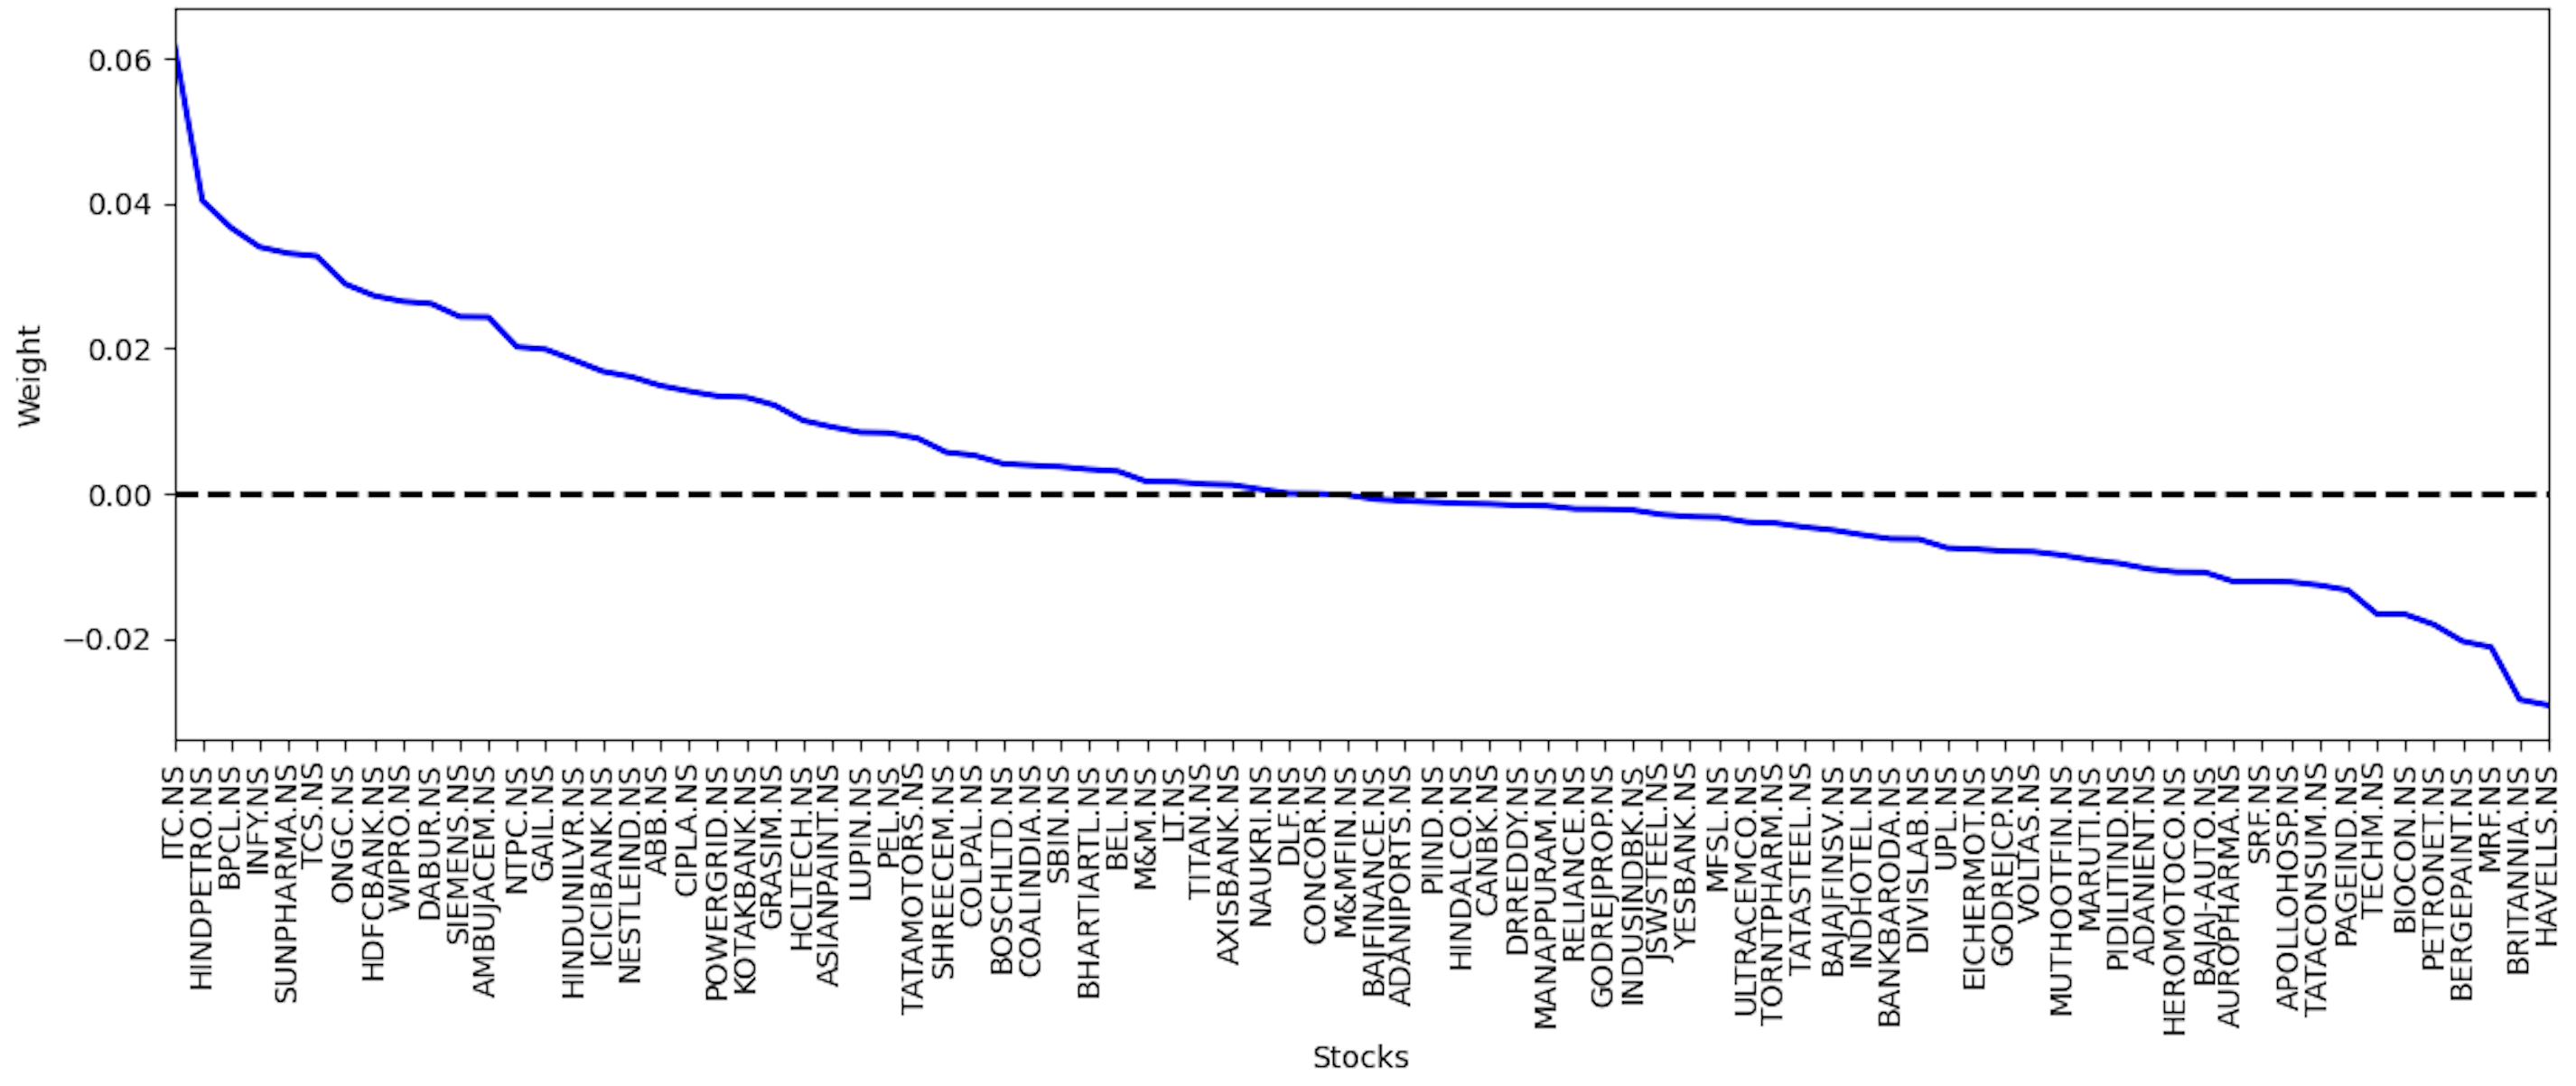 0.06
0.04
0.02
0.00
−0.02
Weight
ITC.NS
HINDPETRO.NS
BPCL.NS
INFY.NS
SUNPHARMA.NS
TCS.NS
ONGC.NS
HDFCBANK.NS
WIPRO.NS
DABUR.NS
SIEMENS.NS
AMBUJACEM.NS
NTPC.NS
GAIL.NS
HINDUNILVR.NS
ICICIBANK.NS
NESTLEIND.NS
ABB.NS
CIPLA.NS
POWERGRID.NS
KOTAKBANK.NS
GRASIM.NS
HCLTECH.NS
ASIANPAINT.NS
LUPIN.NS
PEL.NS
TATAMOTORS.NS
SHREECEM.NS
COLPAL.NS
BOSCHLTD.NS
COALINDIA.NS
SBIN.NS
BHARTIARTL.NS
BEL.NS
M&M.NS
LT.NS
TITAN.NS
AXISBANK.NS
NAUKRI.NS
DLF.NS
CONCOR.NS
M&MFIN.NS
BAJFINANCE.NS
ADANIPORTS.NS
PIIND.NS
HINDALCO.NS
CANBK.NS
DRREDDY.NS
MANAPPURAM.NS
RELIANCE.NS
GODREJPROP.NS
INDUSINDBK.NS
JSWSTEEL.NS
YESBANK.NS
MFSL.NS
ULTRACEMCO.NS
TORNTPHARM.NS
TATASTEEL.NS
BAJAJFINSV.NS
INDHOTEL.NS
BANKBARODA.NS
DIVISLAB.NS
UPL.NS
EICHERMOT.NS
GODREJCP.NS
VOLTAS.NS
MUTHOOTFIN.NS
MARUTI.NS
PIDILITIND.NS
ADANIENT.NS
HEROMOTOCO.NS
BAJAJ-AUTO.NS
AUROPHARMA.NS
SRF.NS
APOLLOHOSP.NS
TATACONSUM.NS
PAGEIND.NS
TECHM.NS
BIOCON.NS
PETRONET.NS
BERGEPAINT.NS
MRF.NS
BRITANNIA.NS
HAVELLS.NS
Stocks